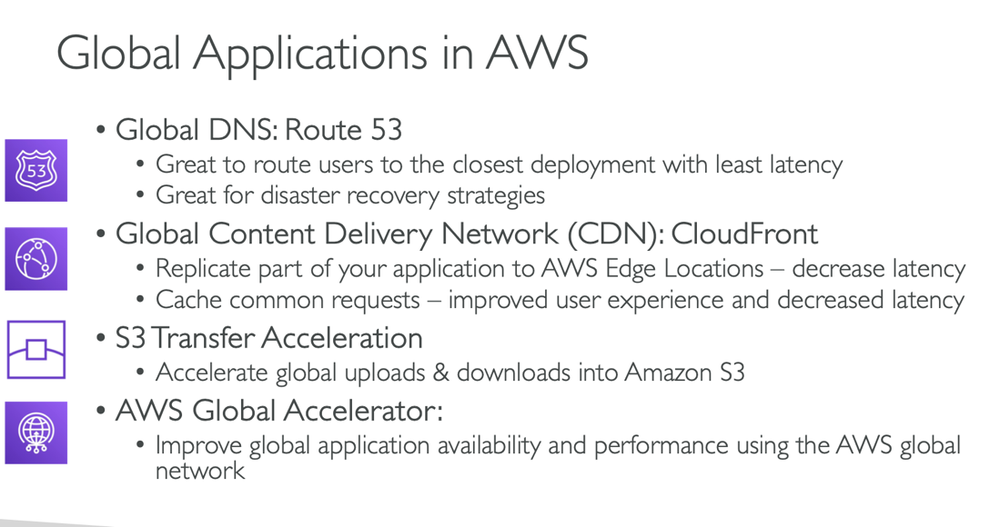 Global Applications in AWS
• Global DNS: Route 53
• Great to route users to the closest deployment with least latency
53
• Great for disaster recovery strategies
• Global Content Delivery Network (CDN): CloudFront
• Replicate part of your application to AWS Edge Locations – decrease latency
• Cache common requests – improved user experience and decreased latency
• S3 Transfer Acceleration
• Accelerate global uploads & downloads into Amazon S3
• AWS Global Accelerator:
• Improve global application availability and performance using the AWS global
network